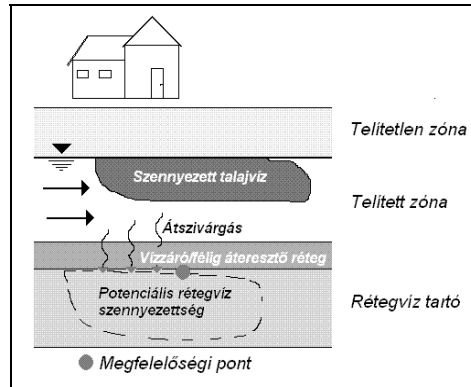 Telítetlen zóna
Szennyezett talajvíz
Telített zóna
Átszivárgás
Vízzáró/félig áteresztő réteg
Potenciális rétegvíz
szennyezettség
Rétegvíz tartó
Megfelelőségi pont